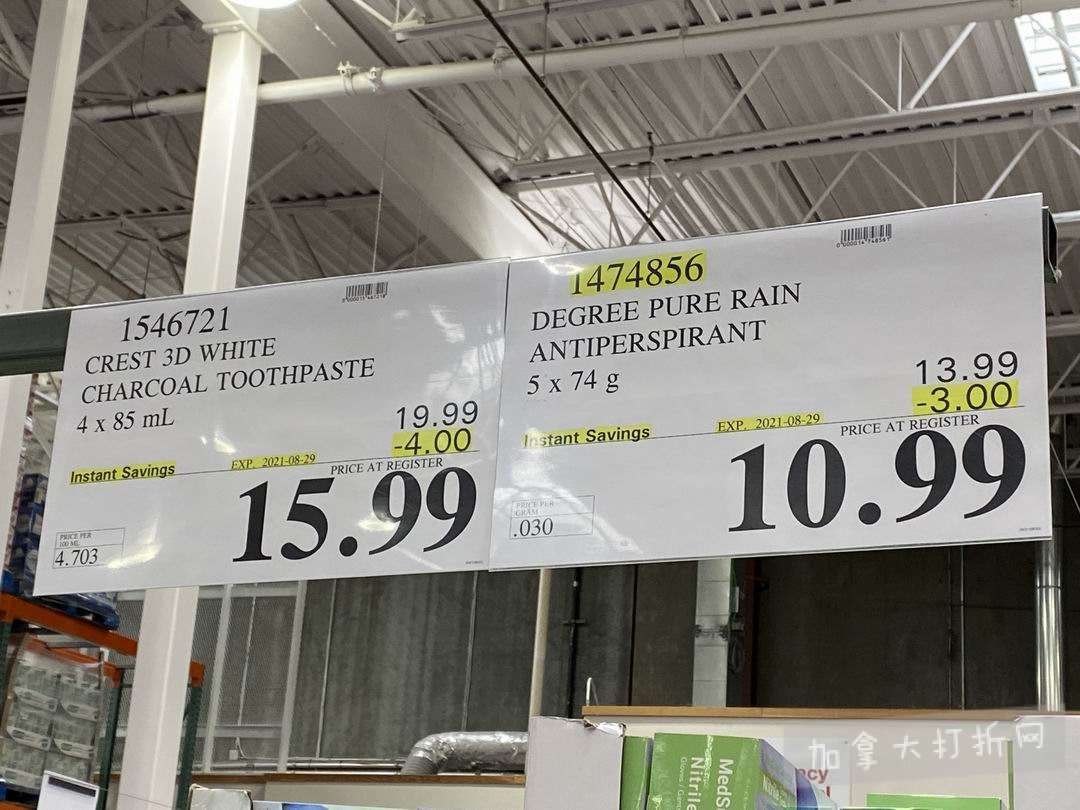 1546721
CREST 3D WHITE
CHARCOAL TOOTHPASTE
4 x 85 mL
19.99
-4.00
Instant Savings
EXP. 2021-08-29
PRICE AT REGISTER
15.99
PRICE PER
100 ML
4.703
1474856
DEGREE PURE RAIN
ANTIPERSPIRANT
5 x 74 g
13.99
-3.00
Instant Savings
EXP. 2021-08-29
PRICE AT REGISTER
10.99
PRICE PER
GRAM
.030
MedS
Nitril
加拿大打折网